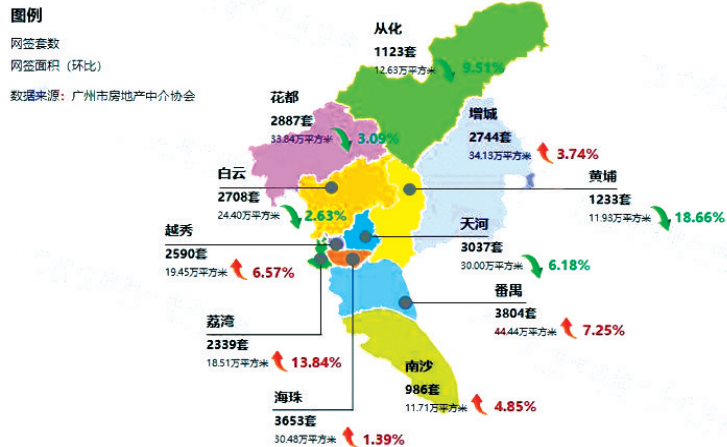 图例
网签套数
网签面积（环比）
数据来源：广州市房地产中介协会
从化
1123套
12.63万平方米 9.51%
花都
2887套
33.84万平方米 3.09%
增城
2744套
34.13万平方米 3.74%
白云
2708套
24.40万平方米 2.63%
黄埔
1233套
11.93万平方米 18.66%
越秀
2590套
19.45万平方米 6.57%
天河
3037套
30.00万平方米 6.18%
番禺
3804套
44.44万平方米 7.25%
荔湾
2339套
18.51万平方米 13.84%
南沙
986套
11.71万平方米 4.85%
海珠
3653套
30.48万平方米 1.39%